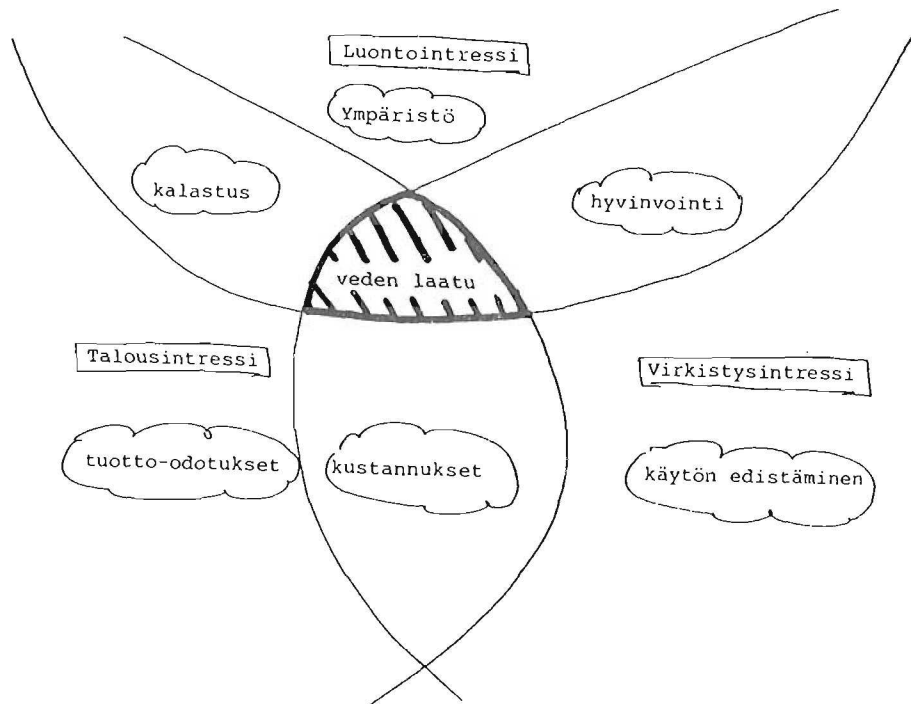 Luontointressi
Ympäristö
kalastus
hyvinvointi
veden laatu
Talousintressi
Virkistysintressi
tuotto-odotukset
kustannukset
käytön edistäminen